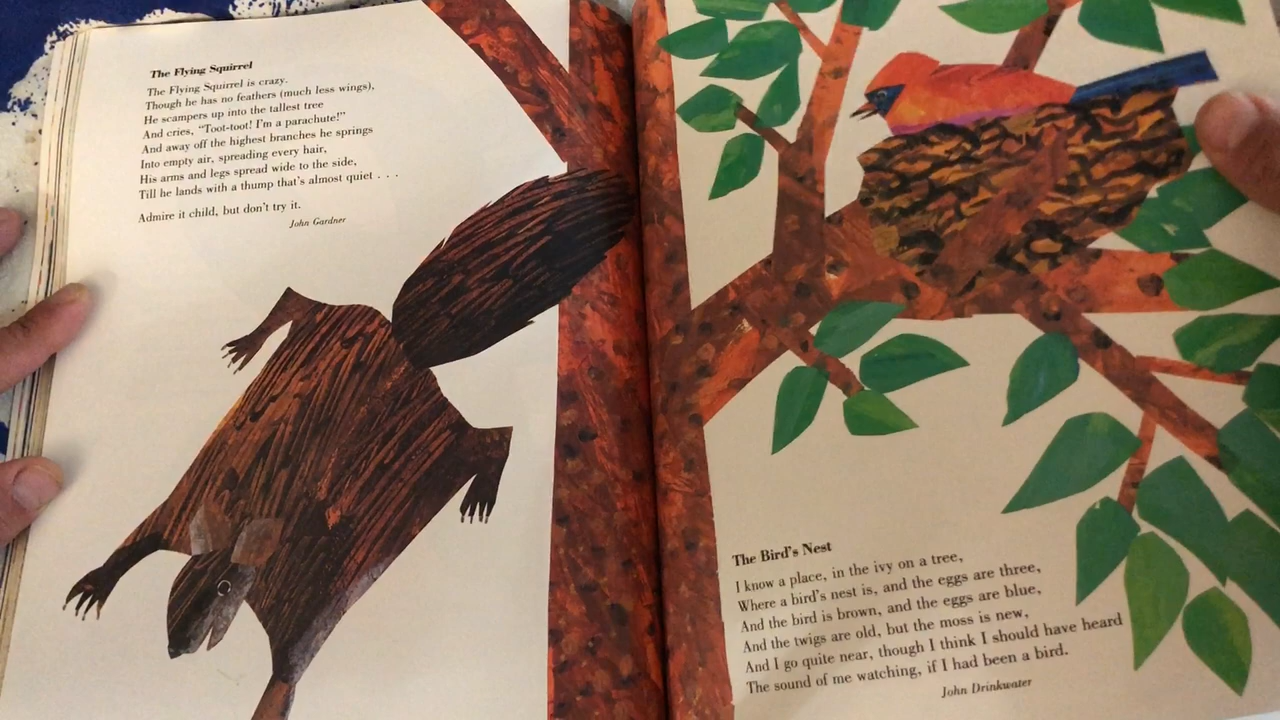 The Flying Squirrel
The Flying Squirrel is crazy.
Though he has no feathers (much less wings),
He scampers up into the tallest tree
And cries, “Toot-toot! I’m a parachute!”
And away off the highest branches he springs
Into empty air, spreading every hair,
His arms and legs spread wide to the side,
Till he lands with a thump that’s almost quiet . . .
Admire it child, but don’t try it.
John Gardner
The Bird’s Nest
I know a place, in the ivy on a tree,
Where a bird’s nest is, and the eggs are three,
And the bird is brown, and the eggs are blue,
And the twigs are old, but the moss is new,
And I go quite near, though I think I should have heard
The sound of me watching, if I had been a bird.
John Drinkwater